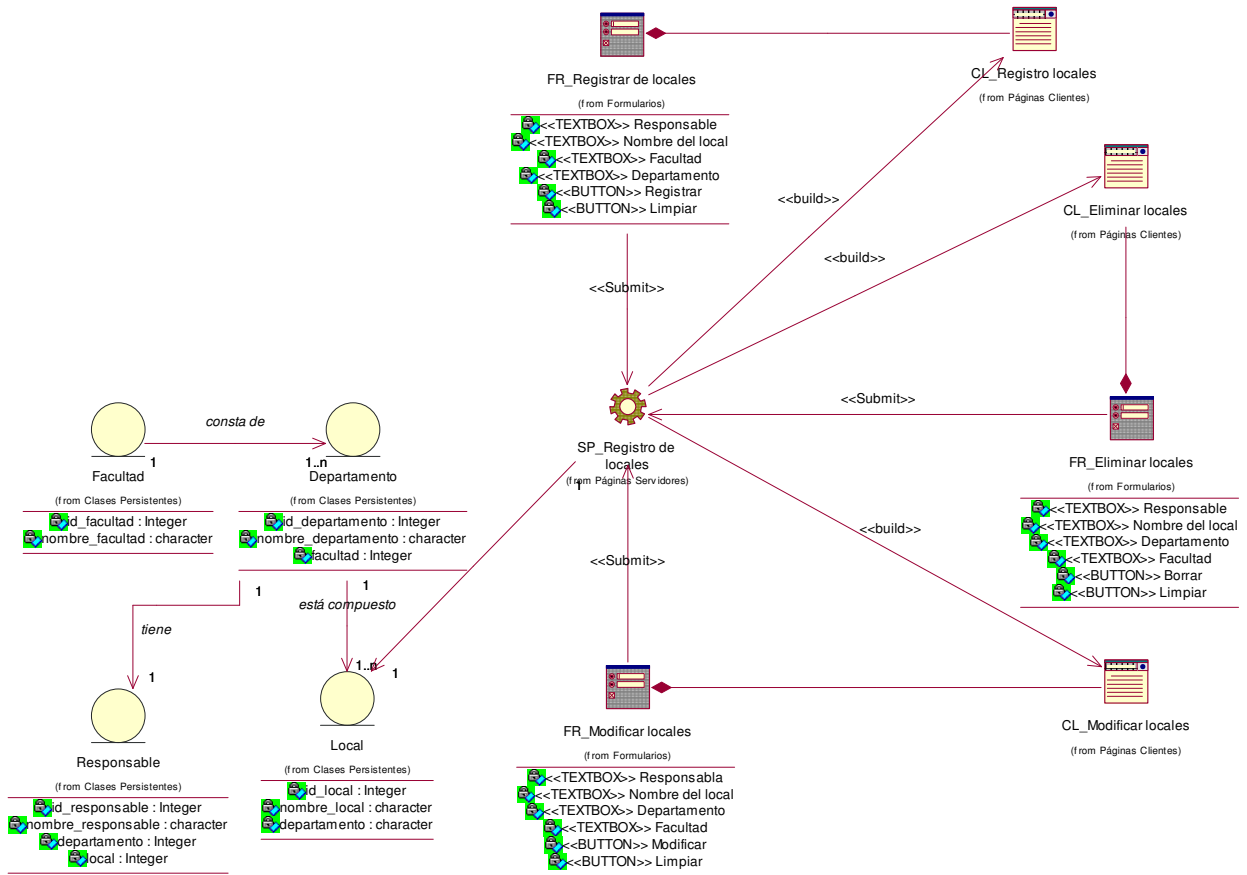 FR_Registrar de locales
(from Formularios)
<<TEXTBOX>> Responsable
<<TEXTBOX>> Nombre del local
<<TEXTBOX>> Facultad
<<TEXTBOX>> Departamento
<<BUTTON>> Registrar
<<BUTTON>> Limpiar
CL_Registro locales
(from Páginas Clientes)
<<build>>
CL_Eliminar locales
(from Páginas Clientes)
<<build>>
<<Submit>>
<<Submit>>
SP_Registro de
locales
(from Páginas Servidores)
1
consta de
1
1..n
Facultad
(from Clases Persistentes)
id_facultad : Integer
nombre_facultad : character
Departamento
(from Clases Persistentes)
id_departamento : Integer
nombre_departamento : character
facultad : Integer
FR_Eliminar locales
(from Formularios)
<<TEXTBOX>> Responsable
<<TEXTBOX>> Nombre del local
<<TEXTBOX>> Departamento
<<TEXTBOX>> Facultad
<<BUTTON>> Borrar
<<BUTTON>> Limpiar
<<build>>
<<Submit>>
1
1
está compuesto
tiene
1
1..n
1
Responsable
(from Clases Persistentes)
id_responsable : Integer
nombre_responsable : character
departamento : Integer
local : Integer
Local
(from Clases Persistentes)
id_local : Integer
nombre_local : character
departamento : character
FR_Modificar locales
(from Formularios)
<<TEXTBOX>> Responsabla
<<TEXTBOX>> Nombre del local
<<TEXTBOX>> Departamento
<<TEXTBOX>> Facultad
<<BUTTON>> Modificar
<<BUTTON>> Limpiar
CL_Modificar locales
(from Páginas Clientes)